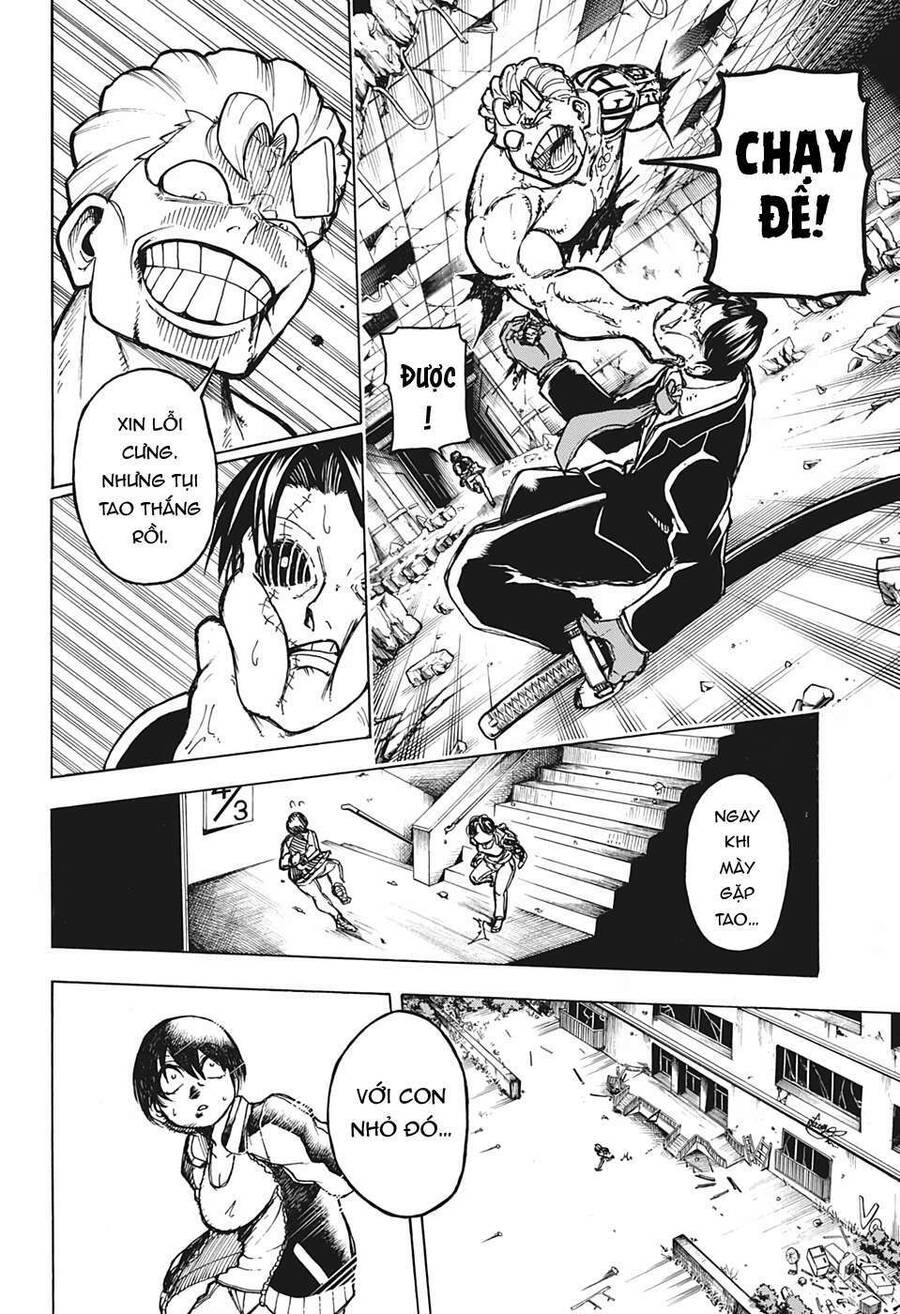 CHẠY
ĐỀ!
ĐƯỢC
!
XIN LỖI
CƯNG,
NHƯNG TỤI
TAO THẮNG
RỒI.
4/3
NGAY
KHI
MÀY
GẶP
TAO...
VỚI CON
NHỎ ĐÓ...